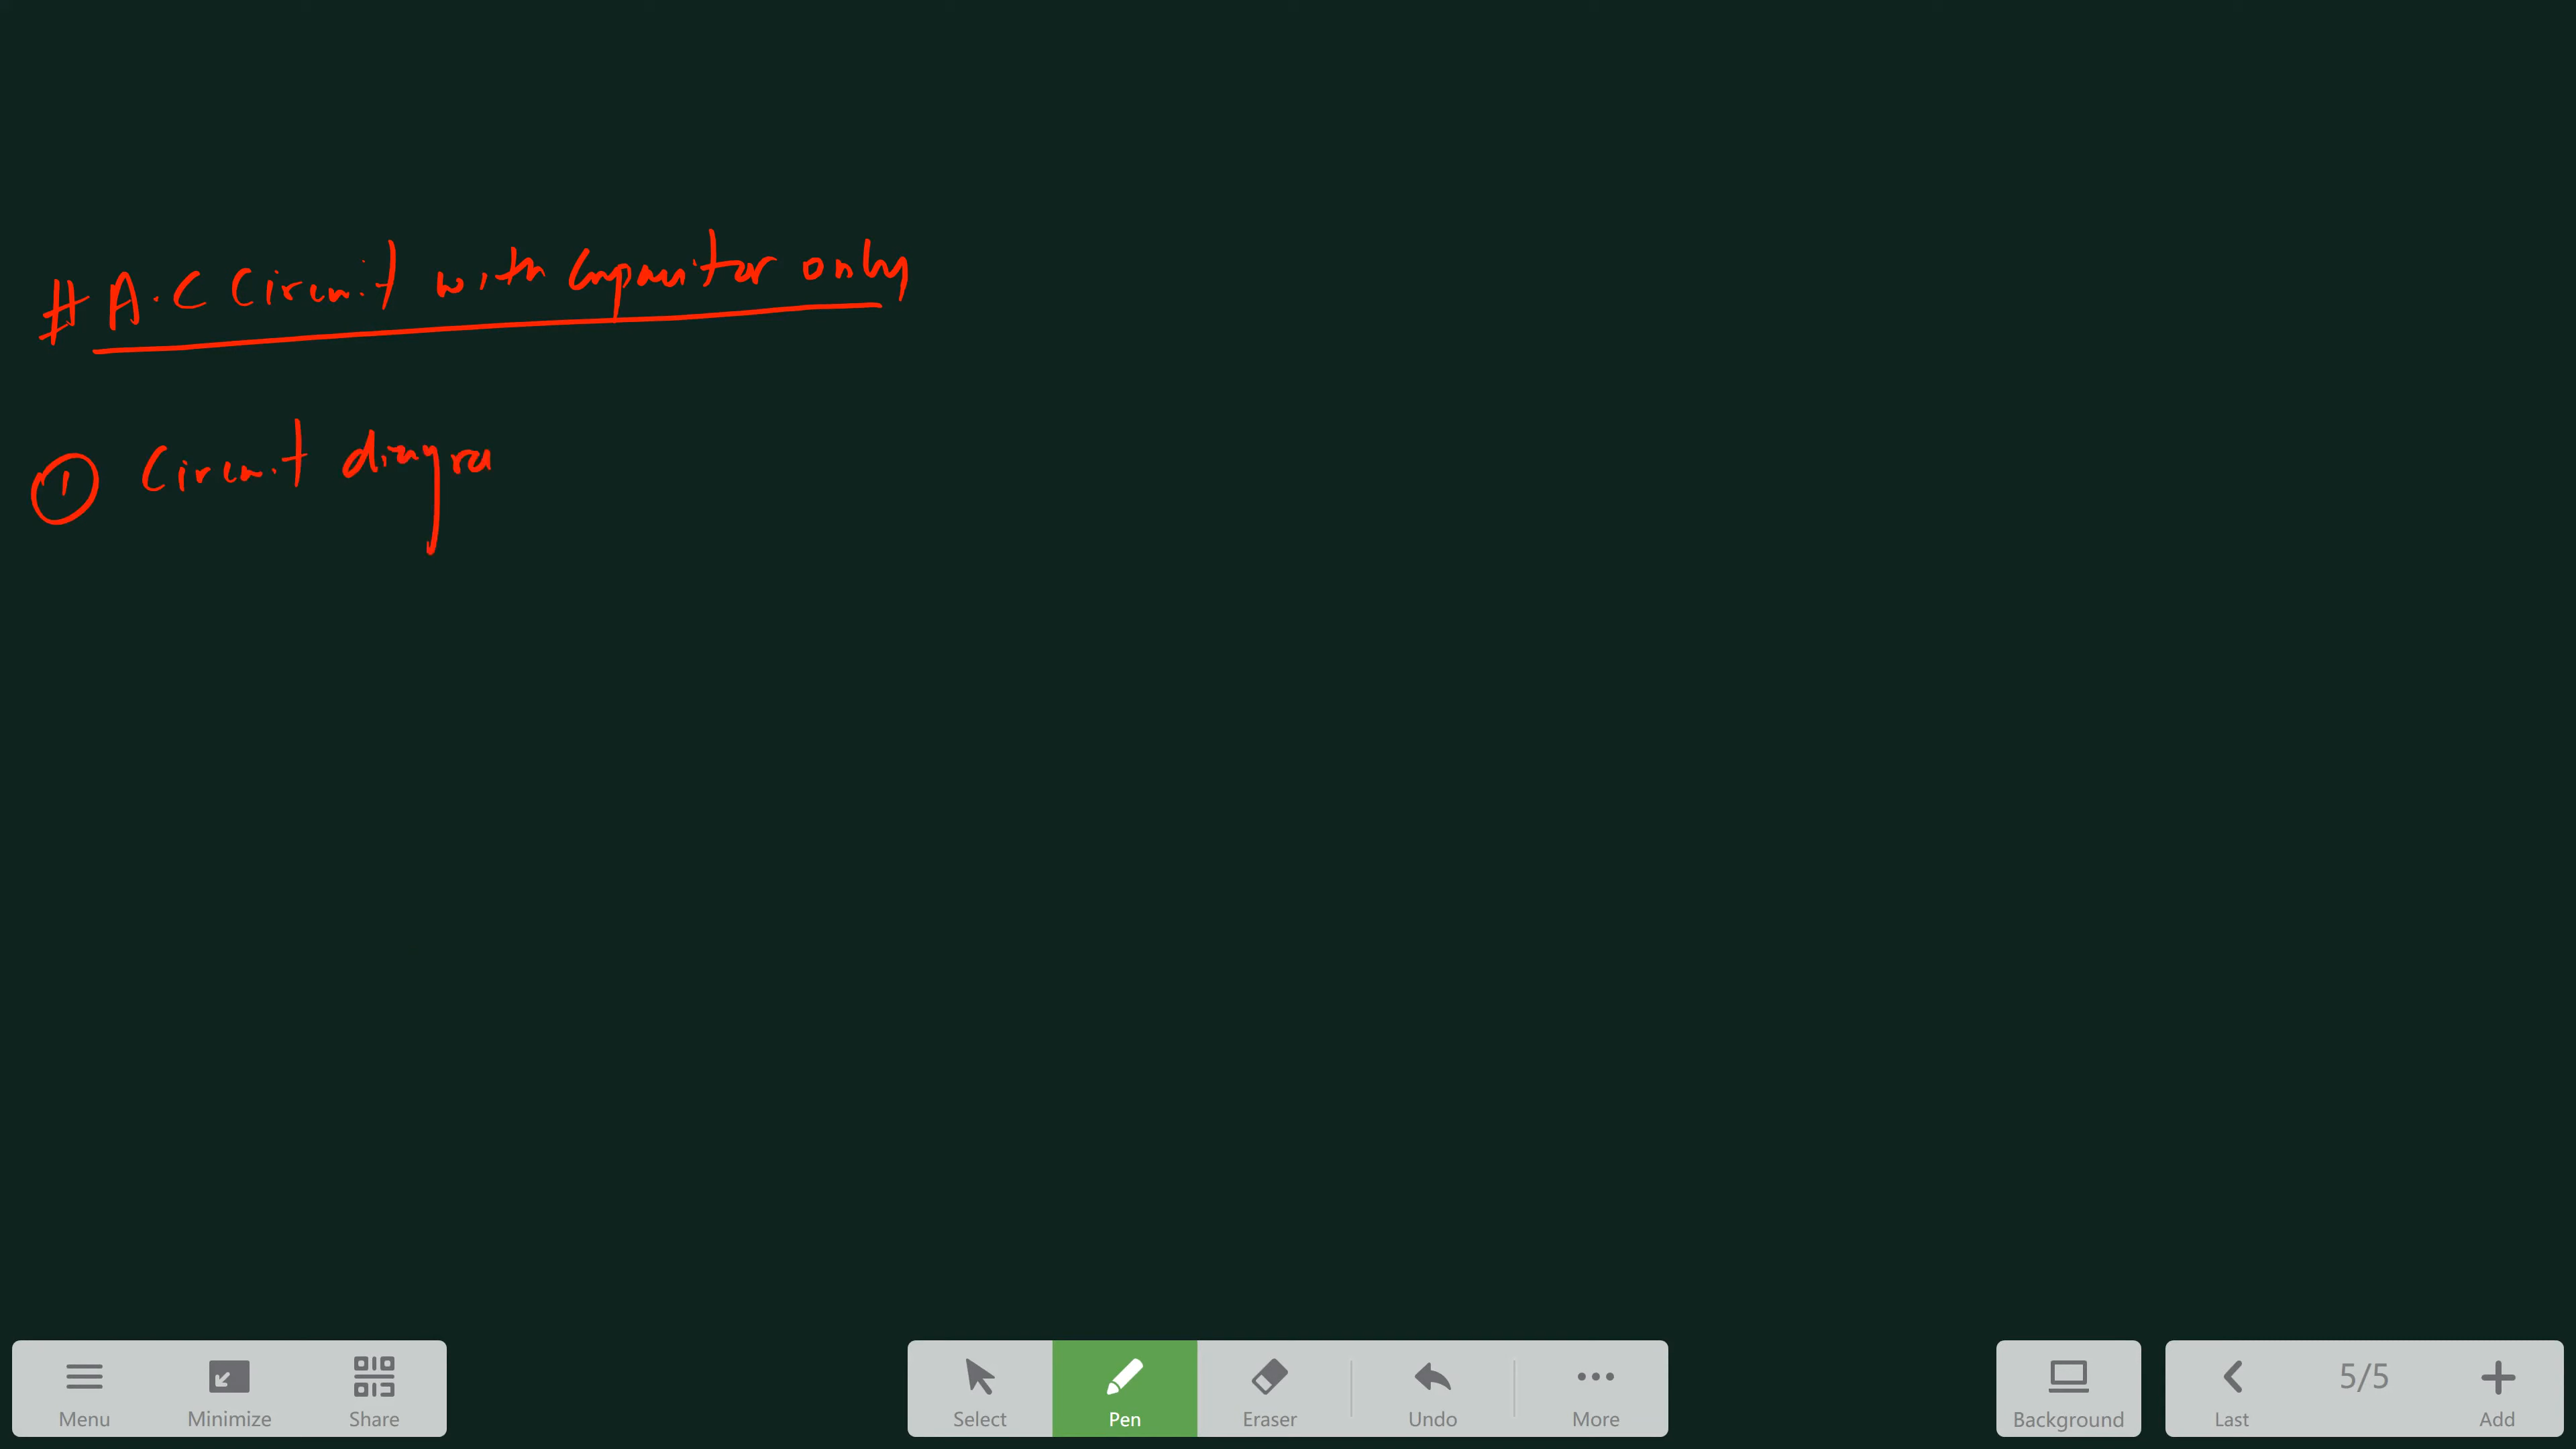 # A.C Circuit with Capacitor only
① Circuit diagra
Menu
Minimize
Share
Select
Pen
Eraser
Undo
More
Background
Last
5/5
Add